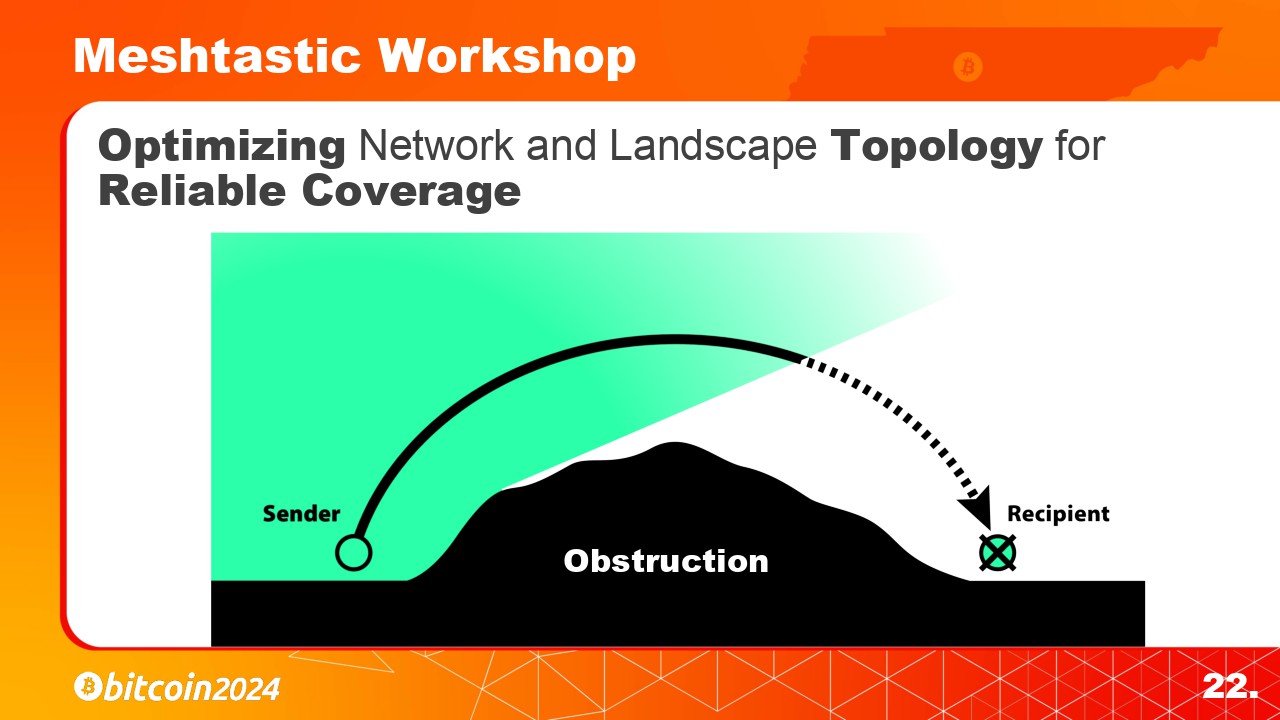 Meshtastic Workshop
Optimizing Network and Landscape Topology for
Reliable Coverage
Sender
Recipient
Obstruction
bitcoin2024
22.